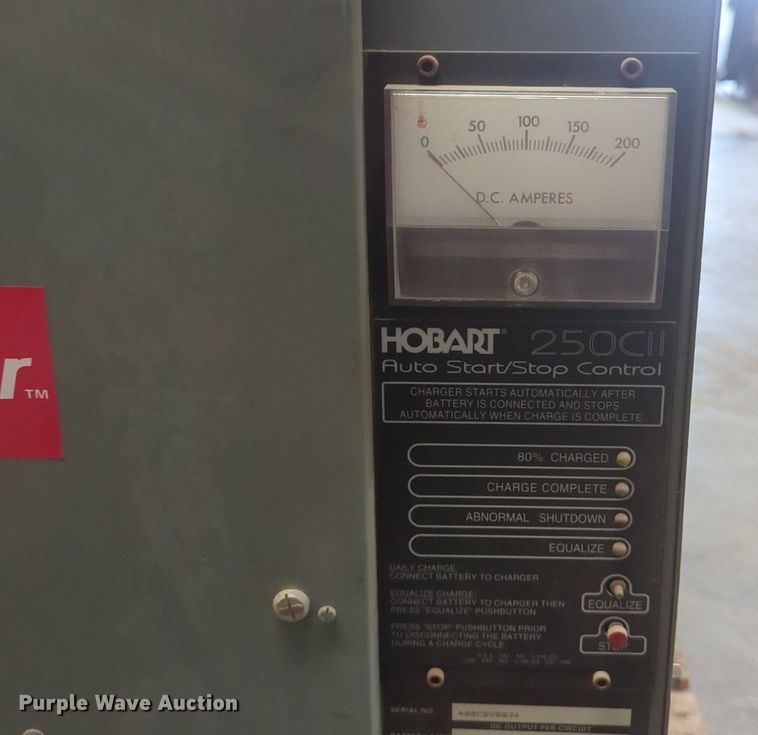 0 50 100 150 200
D.C. AMPERES
HOBART® 250CII
Auto Start/Stop Control
CHARGER STARTS AUTOMATICALLY AFTER
BATTERY IS CONNECTED AND STOPS
AUTOMATICALLY WHEN CHARGE IS COMPLETE
r™
80% CHARGED
CHARGE COMPLETE
ABNORMAL SHUTDOWN
EQUALIZE
DAILY CHARGE:
CONNECT BATTERY TO CHARGER
EQUALIZE CHARGE:
CONNECT BATTERY TO CHARGER THEN
PRESS "EQUALIZE" PUSHBUTTON.
EQUALIZE
PRESS "STOP" PUSHBUTTON PRIOR
TO DISCONNECTING THE BATTERY
DURING A CHARGE CYCLE
STOP
SERIAL NO.
DC OUTPUT PER CIRCUIT
Purple Wave Auction